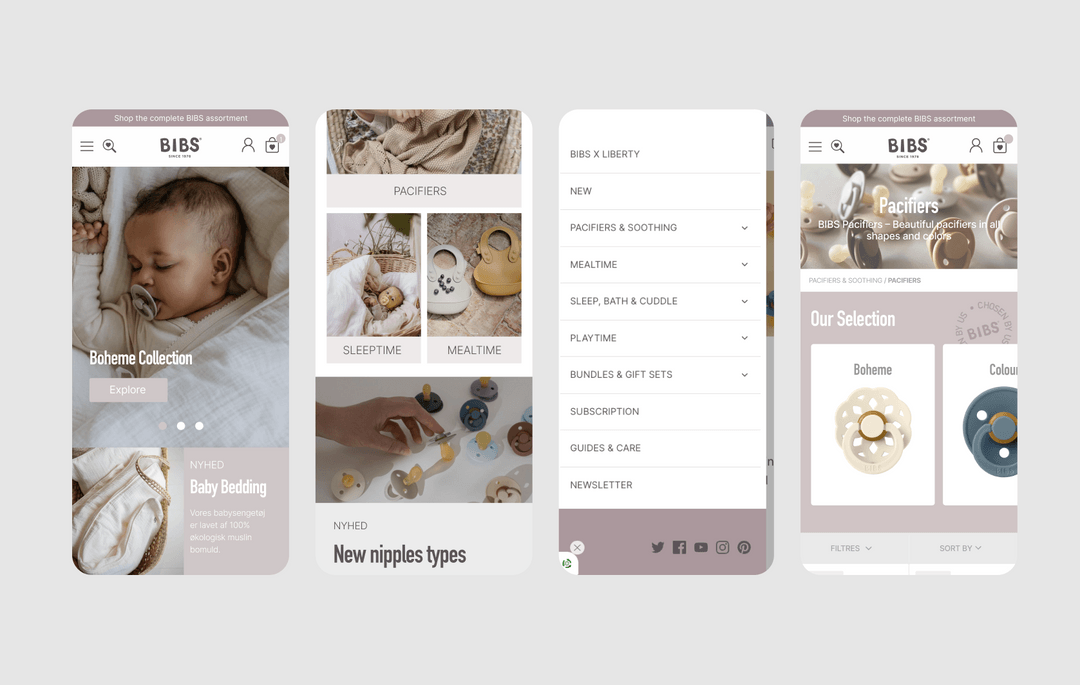 Shop the complete BIBS assortment
BIBS
SINCE 1978
1
Boheme Collection
Explore
NYHED
Baby Bedding
Vores babysengetøj
er lavet af 100%
økologisk muslin
bomuld.
PACIFIERS
SLEEPTIME
MEALTIME
NYHED
New nipples types
BIBS X LIBERTY
NEW
PACIFIERS & SOOTHING
MEALTIME
SLEEP, BATH & CUDDLE
PLAYTIME
BUNDLES & GIFT SETS
SUBSCRIPTION
GUIDES & CARE
NEWSLETTER
Shop the complete BIBS assortment
BIBS
SINCE 1978
Pacifiers
BIBS Pacifiers – Beautiful pacifiers in all
shapes and colors
PACIFIERS & SOOTHING / PACIFIERS
Our Selection
CHOSEN BY US
BIBS
Boheme
Colou
FILTRES
SORT BY